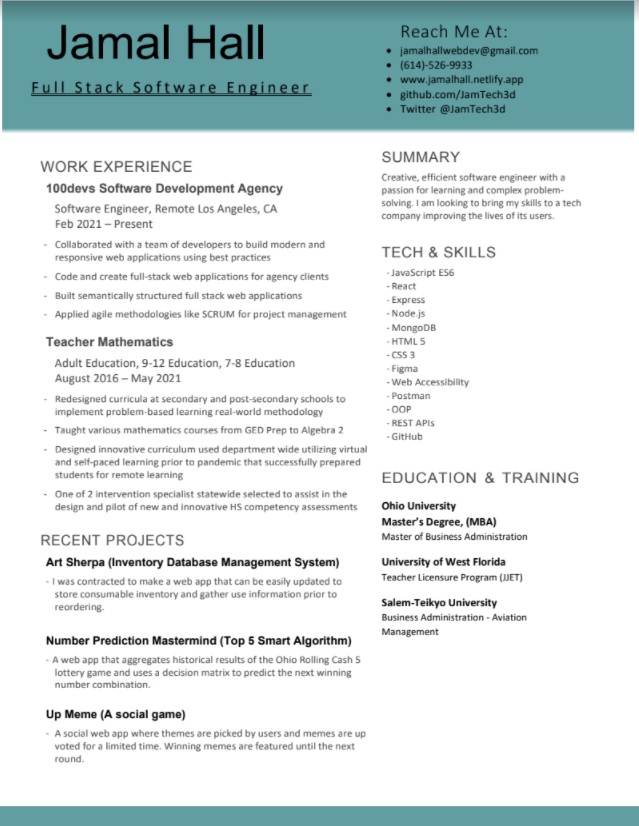 Jamal Hall
Full Stack Software Engineer
Reach Me At:
• jamalhallwebdev@gmail.com
• (614)-526-9933
• www.jamalhall.netlify.app
• github.com/JamTech3d
• Twitter @JamTech3d
WORK EXPERIENCE
100devs Software Development Agency
Software Engineer, Remote Los Angeles, CA
Feb 2021 – Present
- Collaborated with a team of developers to build modern and
responsive web applications using best practices
- Code and create full-stack web applications for agency clients
- Built semantically structured full stack web applications
- Applied agile methodologies like SCRUM for project management
Teacher Mathematics
Adult Education, 9-12 Education, 7-8 Education
August 2016 – May 2021
- Redesigned curricula at secondary and post-secondary schools to
implement problem-based learning real-world methodology
- Taught various mathematics courses from GED Prep to Algebra 2
- Designed innovative curriculum used department wide utilizing virtual
and self-paced learning prior to pandemic that successfully prepared
students for remote learning
- One of 2 intervention specialist statewide selected to assist in the
design and pilot of new and innovative HS competency assessments
RECENT PROJECTS
Art Sherpa (Inventory Database Management System)
- I was contracted to make a web app that can be easily updated to
store consumable inventory and gather use information prior to
reordering.
Number Prediction Mastermind (Top 5 Smart Algorithm)
- A web app that aggregates historical results of the Ohio Rolling Cash 5
lottery game and uses a decision matrix to predict the next winning
number combination.
Up Meme (A social game)
- A social web app where themes are picked by users and memes are up
voted for a limited time. Winning memes are featured until the next
round.
SUMMARY
Creative, efficient software engineer with a
passion for learning and complex problem-
solving. I am looking to bring my skills to a tech
company improving the lives of its users.
TECH & SKILLS
- JavaScript ES6
- React
- Express
- Node.js
- MongoDB
- HTML 5
- CSS 3
- Figma
- Web Accessibility
- Postman
- OOP
- REST APIs
- GitHub
EDUCATION & TRAINING
Ohio University
Master's Degree, (MBA)
Master of Business Administration
University of West Florida
Teacher Licensure Program (JJET)
Salem-Teikyo University
Business Administration - Aviation
Management